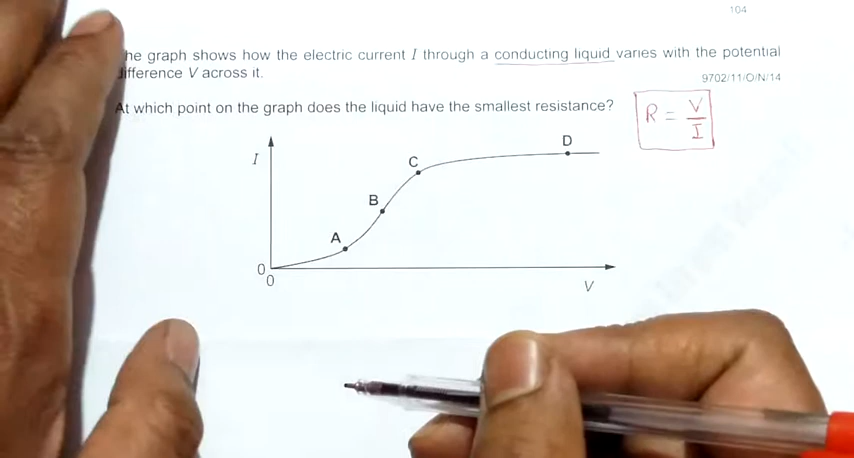 104
he graph shows how the electric current I through a conducting liquid varies with the potential
ifference V across it.
9702/11/O/N/14
At which point on the graph does the liquid have the smallest resistance?
R = V/I
I
D
C
B
A
0
0
V